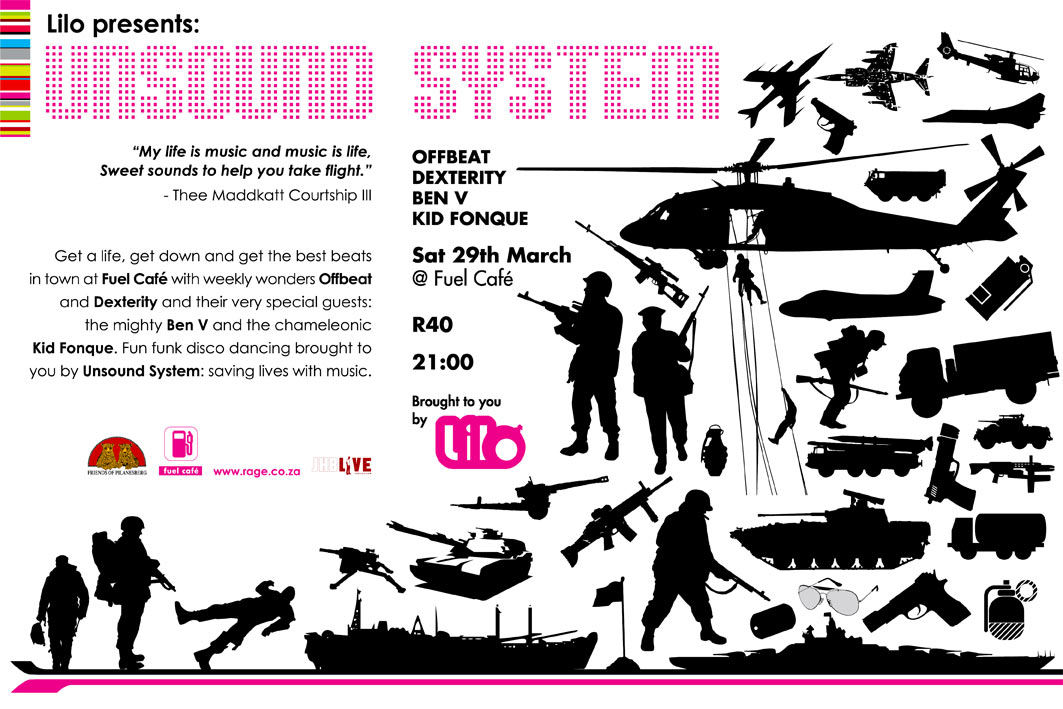 Lilo presents:
UNSOUND SYSTEM
“My life is music and music is life,
Sweet sounds to help you take flight.”
- Thee Maddkatt Courtship III
Get a life, get down and get the best beats
in town at Fuel Café with weekly wonders Offbeat
and Dexterity and their very special guests:
the mighty Ben V and the chameleonic
Kid Fonque. Fun funk disco dancing brought to
you by Unsound System: saving lives with music.
OFFBEAT
DEXTERITY
BEN V
KID FONQUE
Sat 29th March
@ Fuel Café
R40
21:00
Brought to you
by Lilo
FRIENDS OF PILANESBERG
fuel café
www.rage.co.za
JHBLIVE